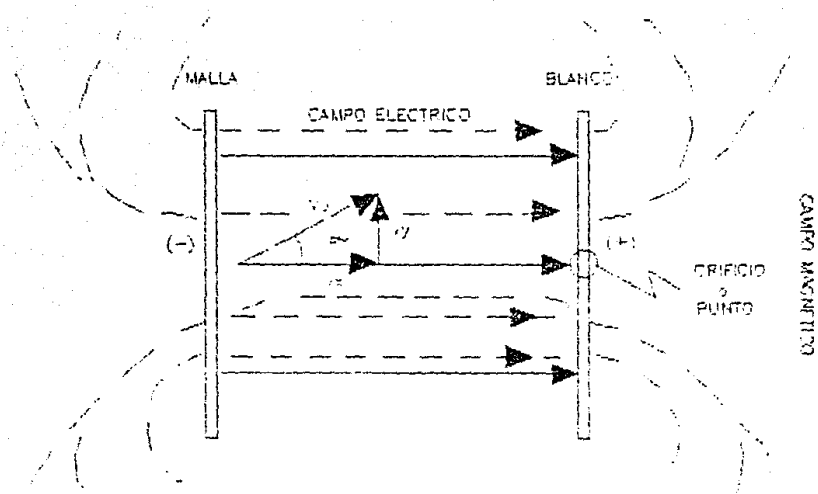 MALLA
BLANCO
CAMPO ELECTRICO
(-)
(+)
ORIFICIO
o
PUNTO
CAMPO MAGNETICO